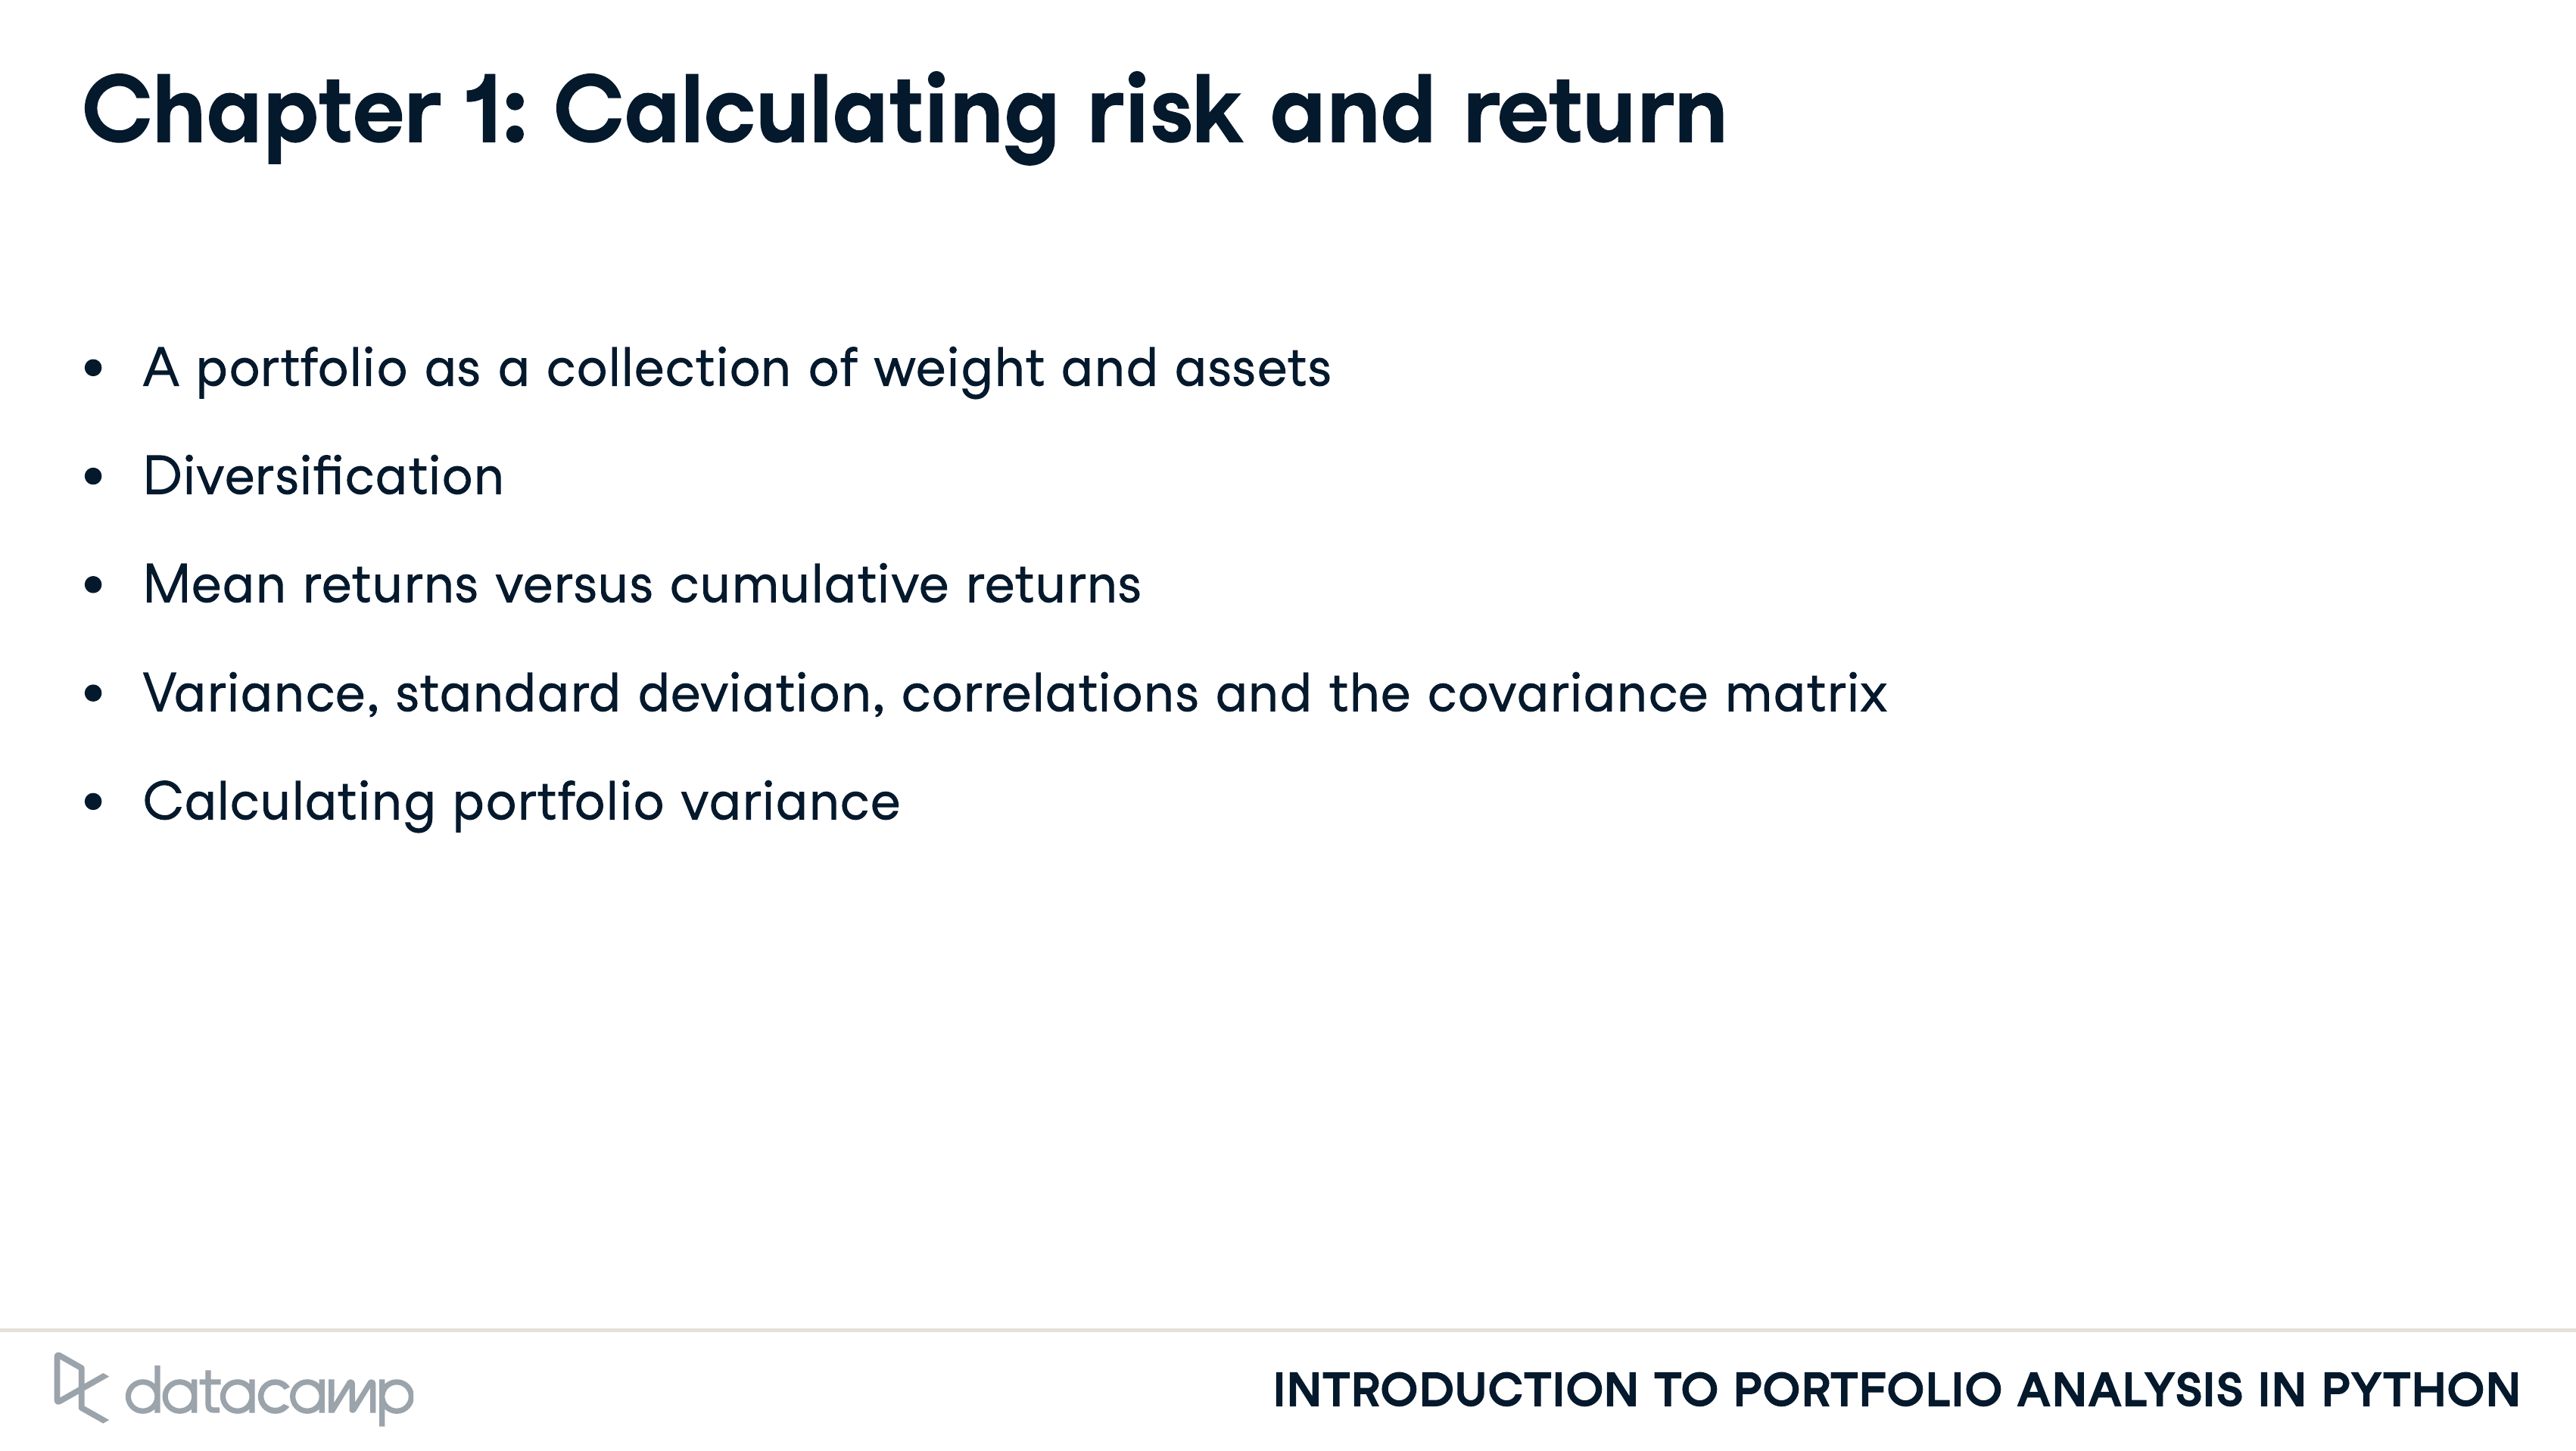 Chapter 1: Calculating risk and return
• A portfolio as a collection of weight and assets
• Diversification
• Mean returns versus cumulative returns
• Variance, standard deviation, correlations and the covariance matrix
• Calculating portfolio variance
datacamp
INTRODUCTION TO PORTFOLIO ANALYSIS IN PYTHON